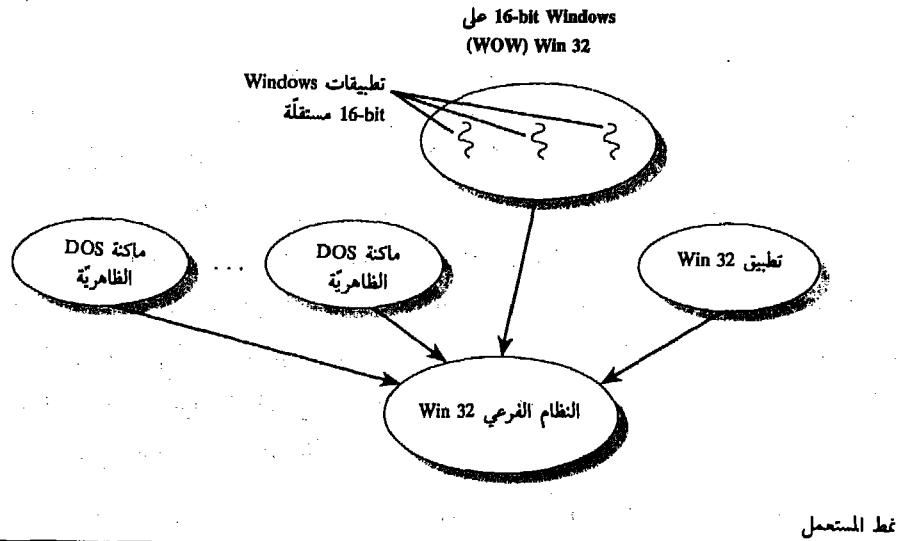 16-bit Windows على
(WOW) Win 32
تطبيقات Windows
16-bit مستقلّة
ماكنة DOS
الظاهريّة
...
ماكنة DOS
الظاهريّة
تطبيق Win 32
النظام الفرعي Win 32
نمط المستعمل